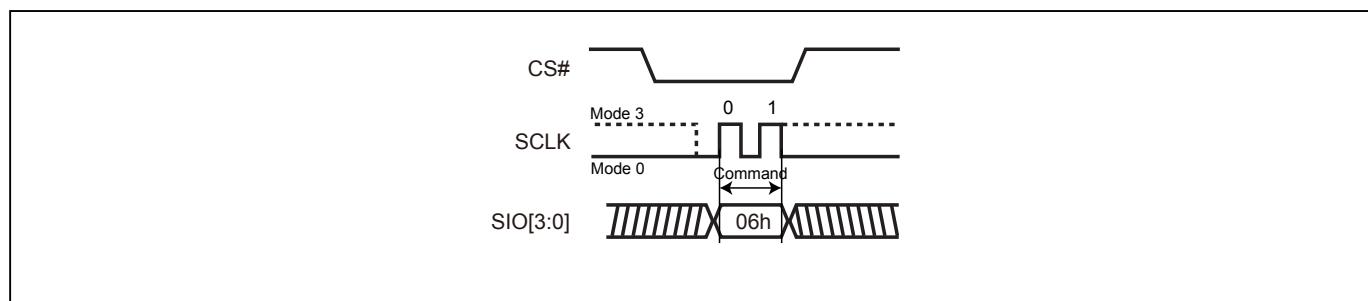 CS#
Mode 3
0 1
SCLK
Mode 0
Command
SIO[3:0]
06h